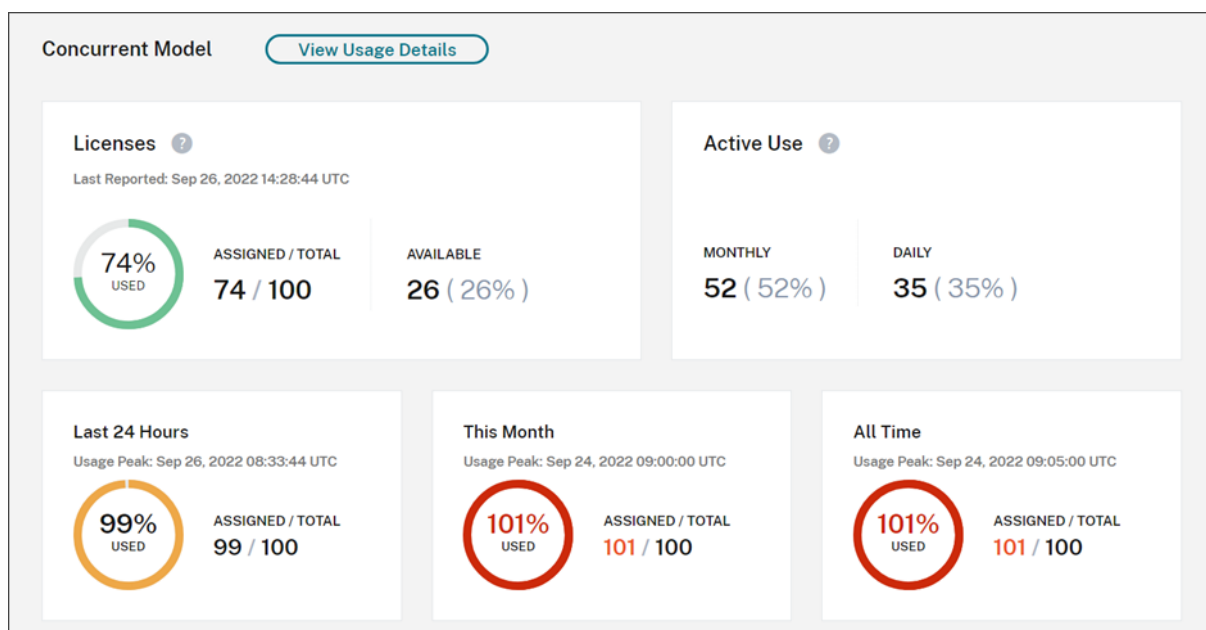 Concurrent Model
View Usage Details
Licenses ?
Last Reported: Sep 26, 2022 14:28:44 UTC
74%
USED
ASSIGNED / TOTAL
74 / 100
AVAILABLE
26 ( 26% )
Active Use ?
MONTHLY
52 ( 52% )
DAILY
35 ( 35% )
Last 24 Hours
Usage Peak: Sep 26, 2022 08:33:44 UTC
99%
USED
ASSIGNED / TOTAL
99 / 100
This Month
Usage Peak: Sep 24, 2022 09:00:00 UTC
101%
USED
ASSIGNED / TOTAL
101 / 100
All Time
Usage Peak: Sep 24, 2022 09:05:00 UTC
101%
USED
ASSIGNED / TOTAL
101 / 100